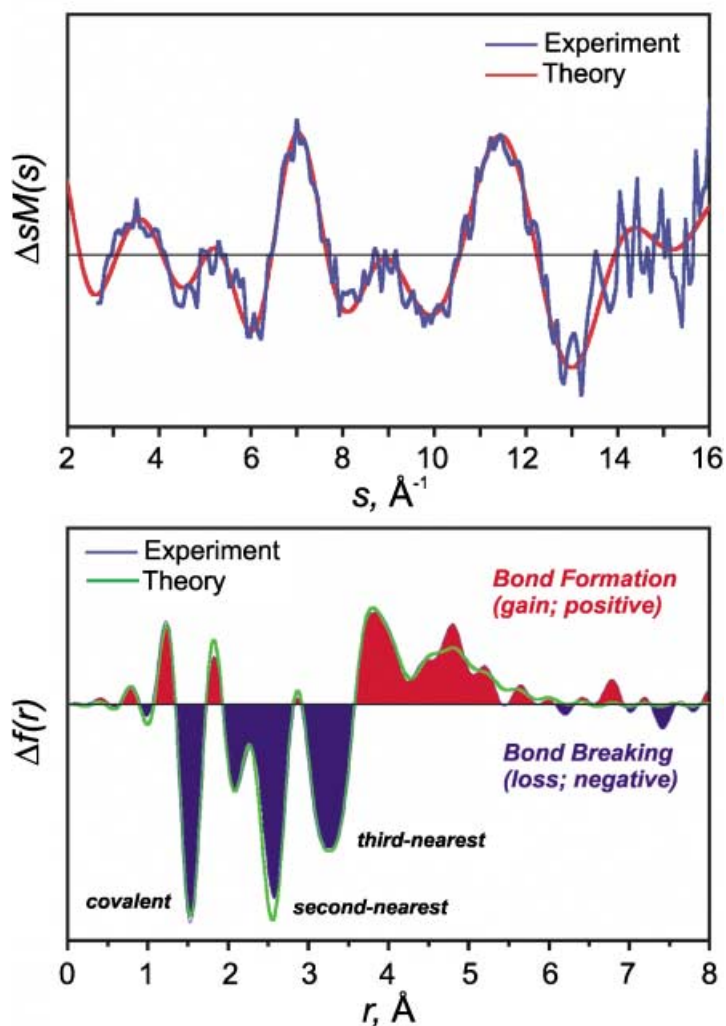 Experiment
Theory
ΔsM(s)
2 4 6 8 10 12 14 16
s, Å⁻¹
Experiment
Theory
Bond Formation
(gain; positive)
Δf(r)
Bond Breaking
(loss; negative)
third-nearest
covalent
second-nearest
0 1 2 3 4 5 6 7 8
r, Å